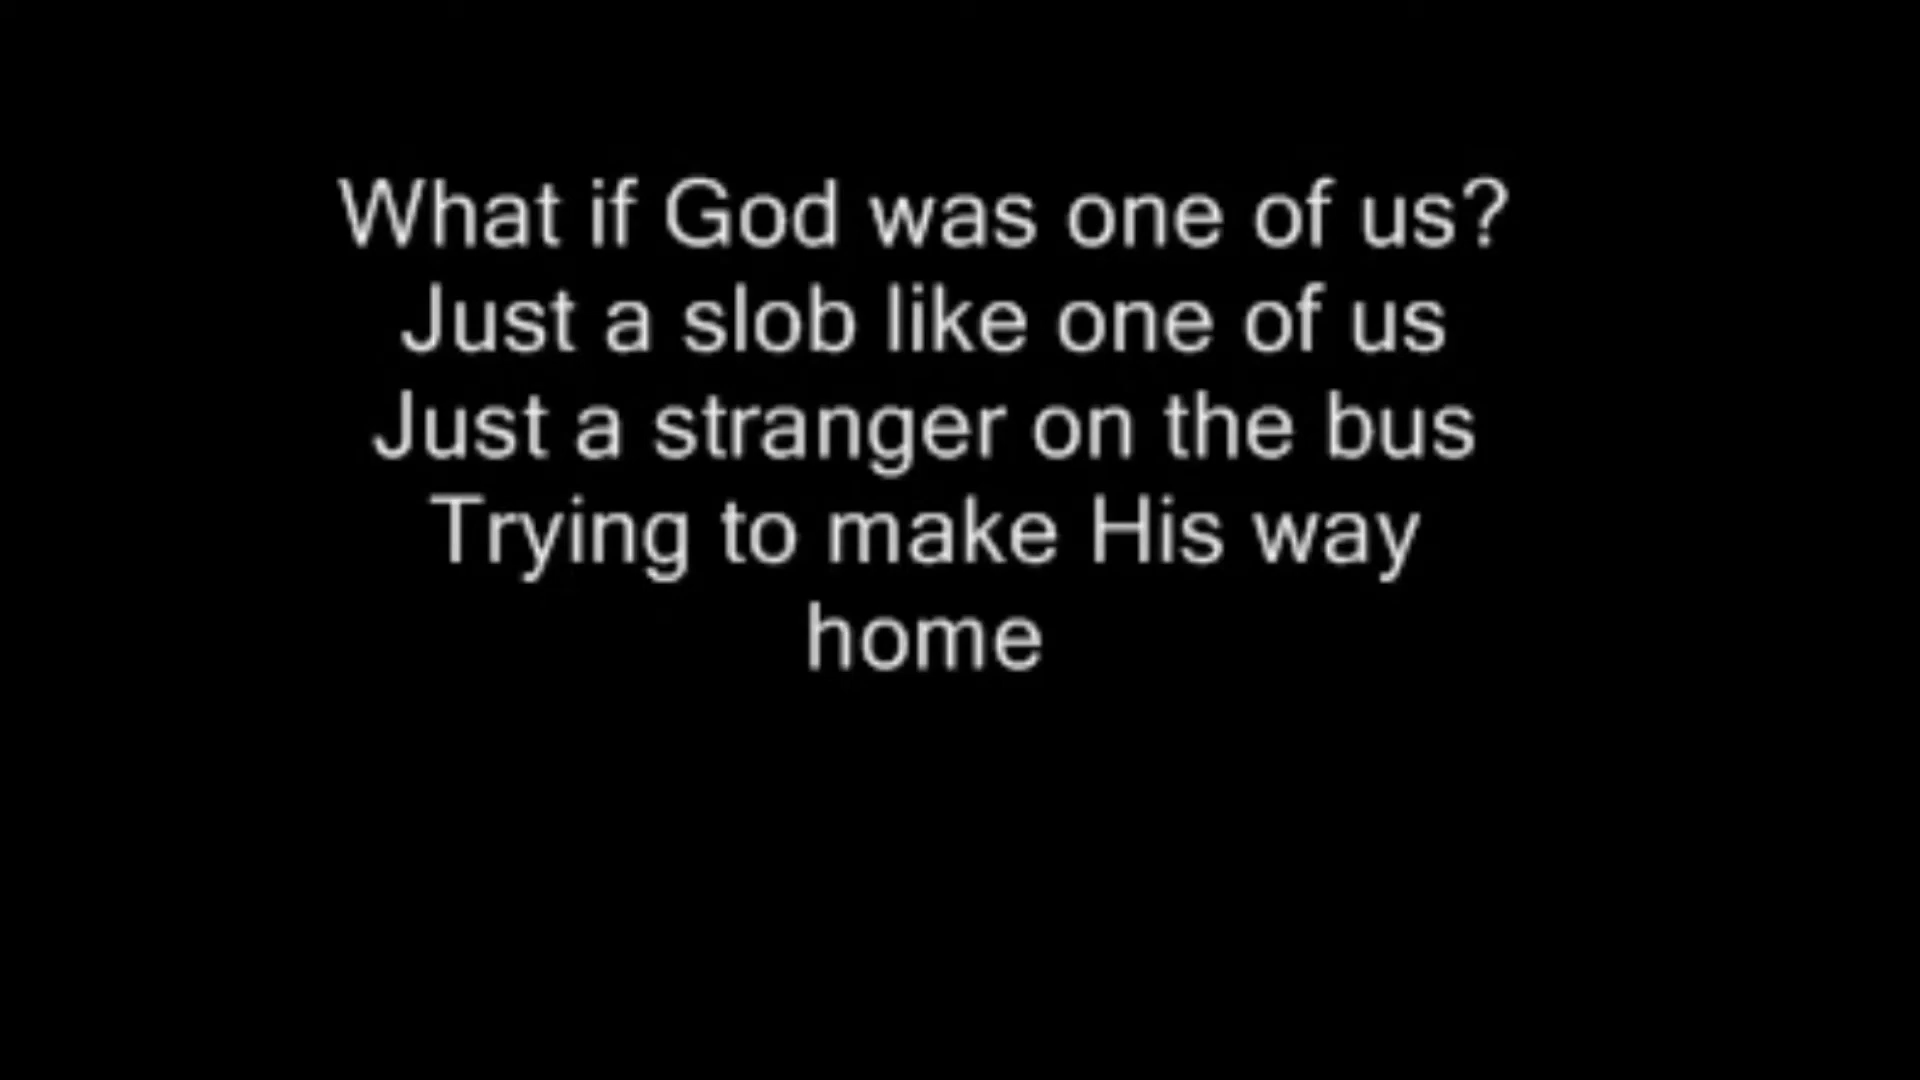 What if God was one of us?
Just a slob like one of us
Just a stranger on the bus
Trying to make His way
home